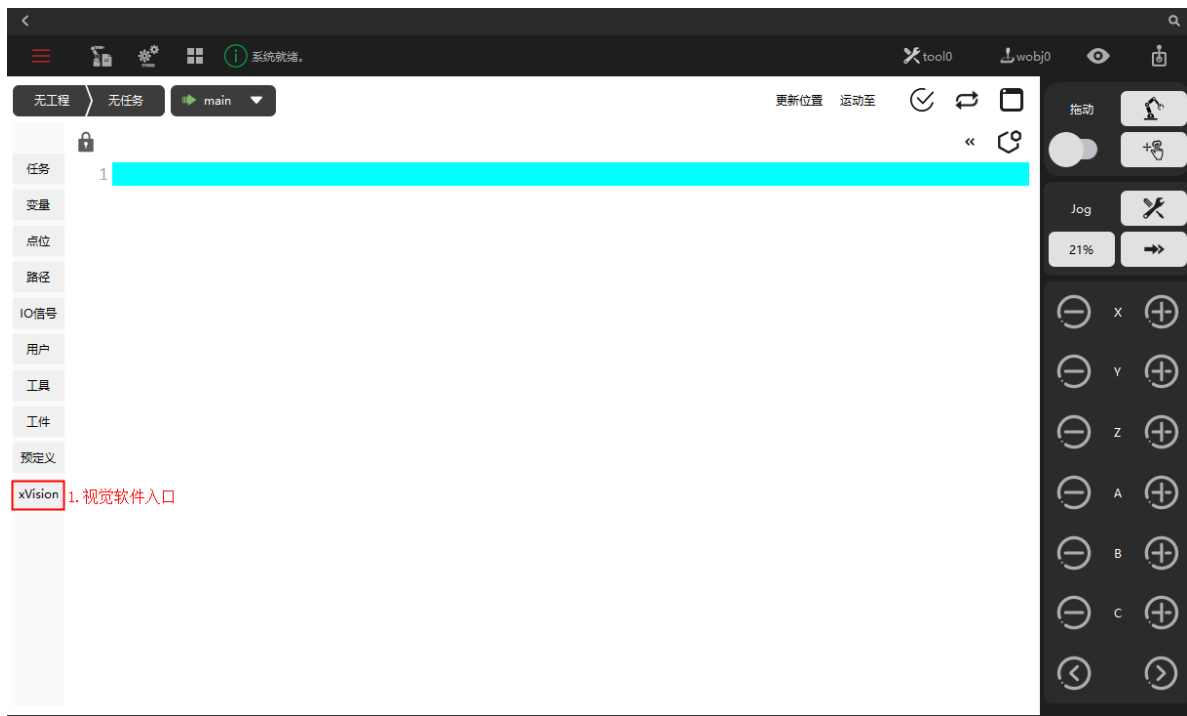 系统就绪。
tool0
wobj0
无工程
无任务
main
更新位置
运动至
拖动
1
任务
变量
点位
路径
IO信号
用户
工具
工件
预定义
xVision
1. 视觉软件入口
Jog
21%
X
Y
Z
A
B
C